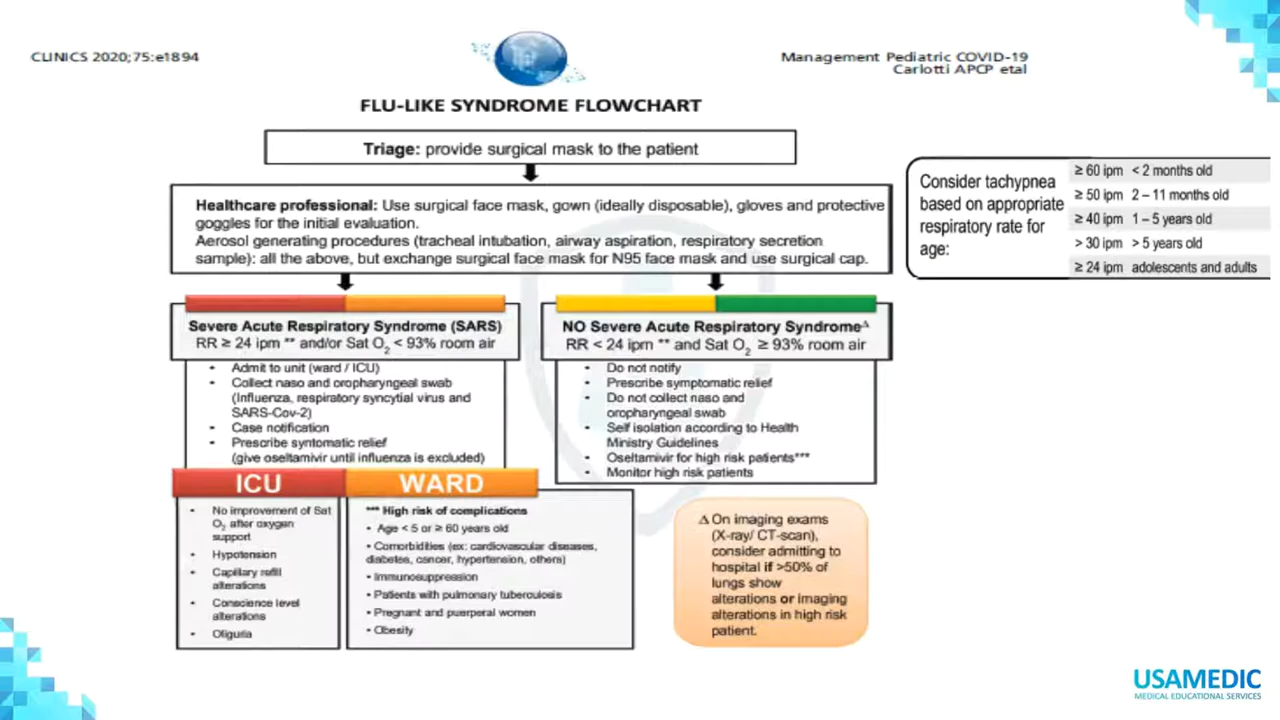 CLINICS 2020;75:e1894
Management Pediatric COVID-19
Carlotti APCP etal
FLU-LIKE SYNDROME FLOWCHART
Triage: provide surgical mask to the patient
Healthcare professional: Use surgical face mask, gown (ideally disposable), gloves and protective
goggles for the initial evaluation.
Aerosol generating procedures (tracheal intubation, airway aspiration, respiratory secretion
sample): all the above, but exchange surgical face mask for N95 face mask and use surgical cap.
Consider tachypnea
based on appropriate
respiratory rate for
age:
≥ 60 ipm < 2 months old
≥ 50 ipm 2 – 11 months old
≥ 40 ipm 1 – 5 years old
> 30 ipm > 5 years old
≥ 24 ipm adolescents and adults
Severe Acute Respiratory Syndrome (SARS)
RR ≥ 24 ipm ** and/or Sat O2 < 93% room air
• Admit to unit (ward / ICU)
• Collect naso and oropharyngeal swab
(Influenza, respiratory syncytial virus and
SARS-Cov-2)
• Case notification
• Prescribe syntomatic relief
(give oseltamivir until influenza is excluded)
NO Severe Acute Respiratory SyndromeΔ
RR < 24 ipm ** and Sat O2 ≥ 93% room air
• Do not notify
• Prescribe symptomatic relief
• Do not collect naso and
oropharyngeal swab
• Self isolation according to Health
Ministry Guidelines
• Oseltamivir for high risk patients***
• Monitor high risk patients
ICU
• No improvement of Sat
O2 after oxygen
support
• Hypotension
• Capillary refill
alterations
• Conscience level
alterations
• Oliguria
WARD
*** High risk of complications
• Age < 5 or ≥ 60 years old
• Comorbidities (ex: cardiovascular diseases,
diabetes, cancer, hypertension, others)
• Immunosuppression
• Patients with pulmonary tuberculosis
• Pregnant and puerperal women
• Obesity
Δ On imaging exams
(X-ray/ CT-scan),
consider admitting to
hospital if >50% of
lungs show
alterations or imaging
alterations in high risk
patient.
USAMEDIC
MEDICAL EDUCATIONAL SERVICES